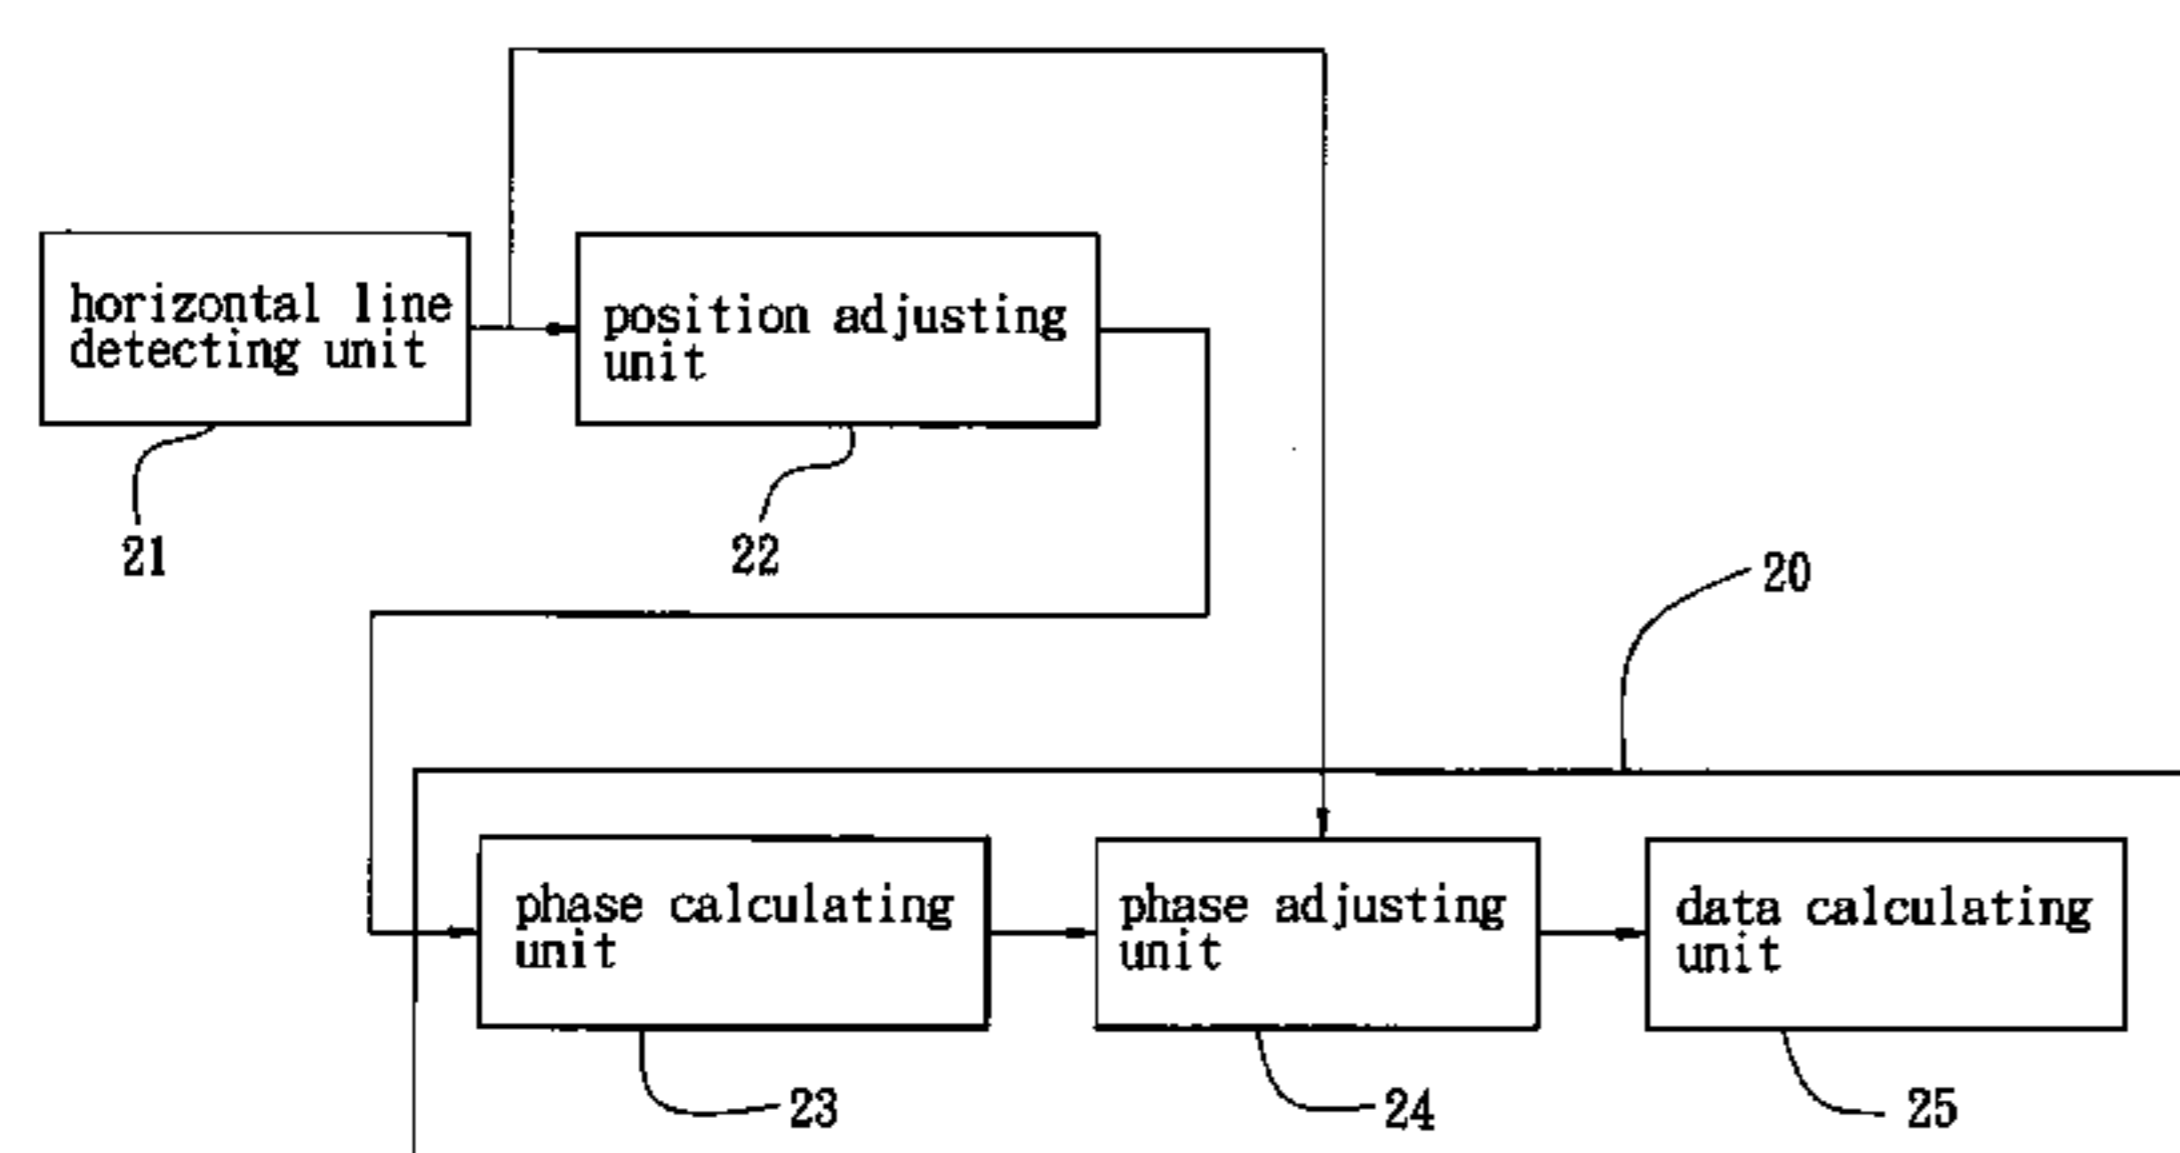 horizontal line
detecting unit
position adjusting
unit
21
22
20
phase calculating
unit
phase adjusting
unit
data calculating
unit
23
24
25